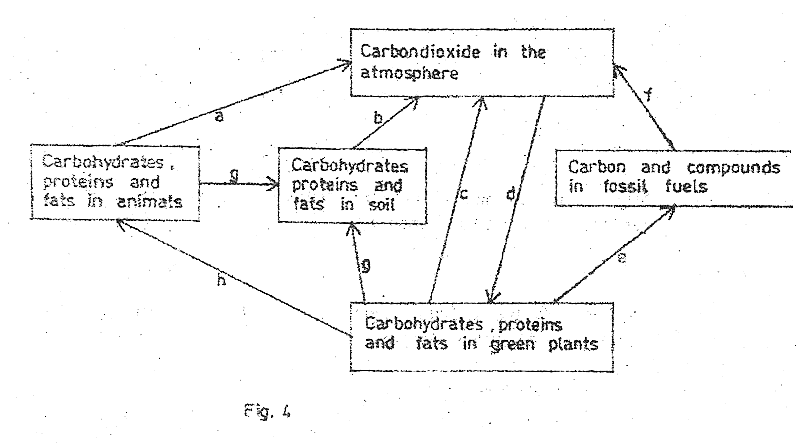 Carbondioxide in the
atmosphere
a
b
f
Carbohydrates,
proteins and
fats in animals
g
Carbohydrates
proteins and
fats in soil
c
d
Carbon and compounds
in fossil fuels
h
g
e
Carbohydrates, proteins
and fats in green plants
Fig. 4